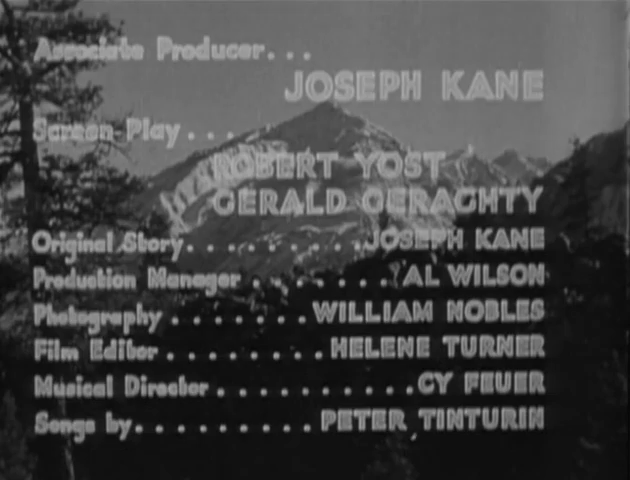 Associate Producer...
JOSEPH KANE
Screen Play...
ROBERT YOST
GERALD GERAGHTY
Original Story.........JOSEPH KANE
Production Manager.......AL WILSON
Photography.......WILLIAM NOBLES
Film Editor........HELENE TURNER
Musical Director..........CY FEUER
Songs by.........PETER TINTURIN